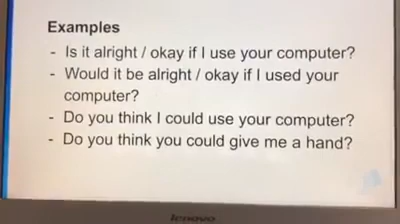 Examples
- Is it alright / okay if I use your computer?
- Would it be alright / okay if I used your
computer?
- Do you think I could use your computer?
- Do you think you could give me a hand?
lenovo